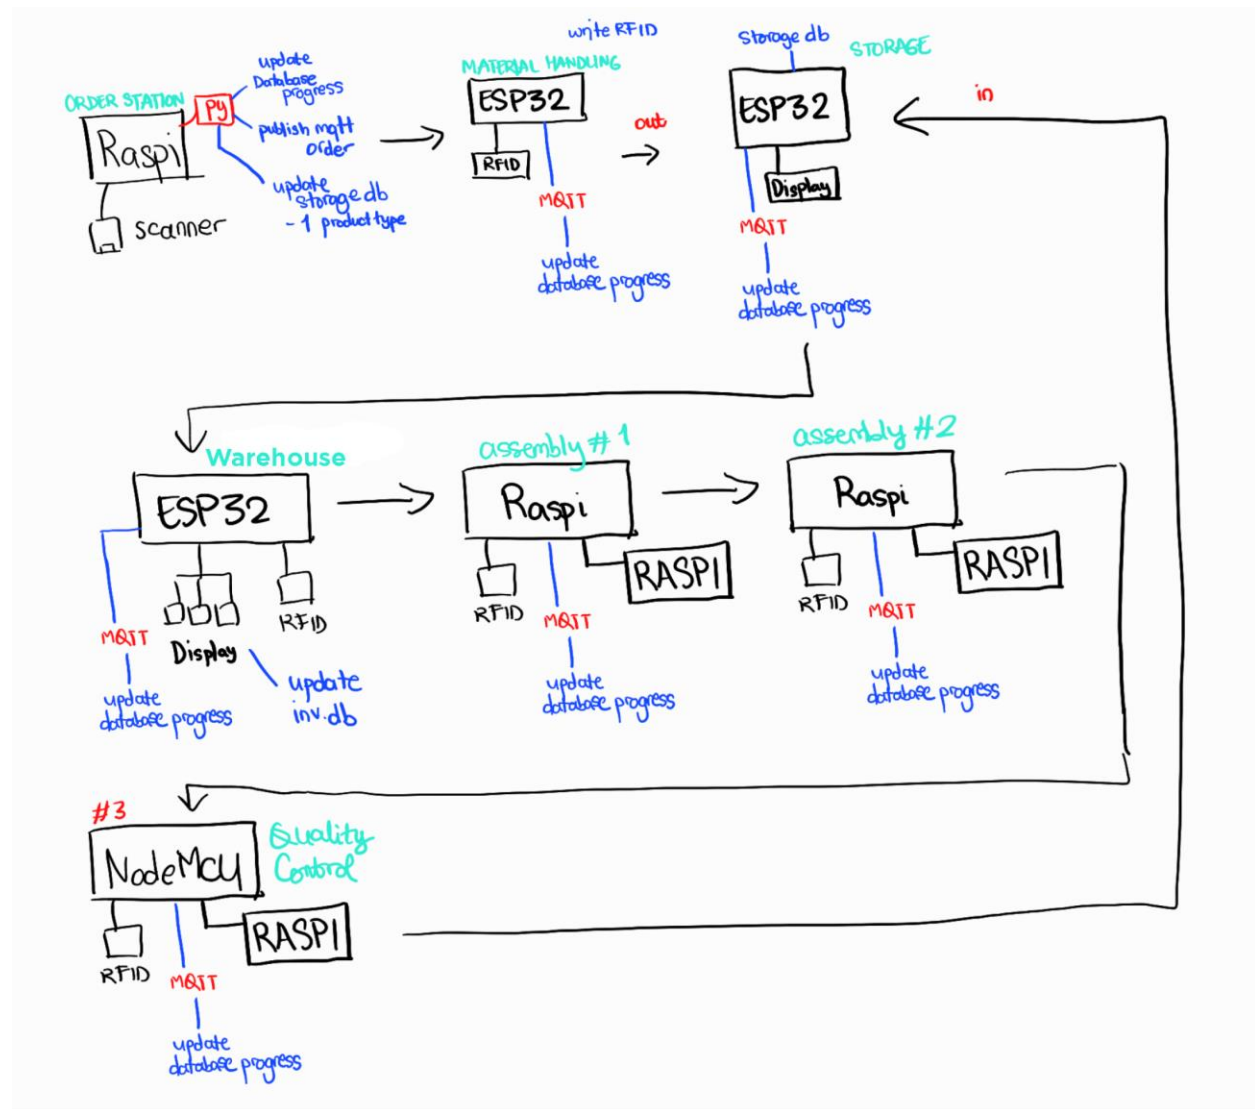 ORDER STATION
Raspi
Py
update
Database
progress
publish mqtt
order
update
storage db
- 1 product type
scanner
write RFID
MATERIAL HANDLING
ESP32
RFID
MQTT
update
database progress
out
Storage db
STORAGE
ESP32
Display
MQTT
update
database progress
in
Warehouse
ESP32
MQTT
update
database progress
Display
update
inv.db
RFID
assembly #1
Raspi
RFID
RASPI
MQTT
update
database progress
assembly #2
Raspi
RFID
RASPI
MQTT
update
database progress
#3
Quality
Control
NodeMCU
RFID
RASPI
MQTT
update
database progress